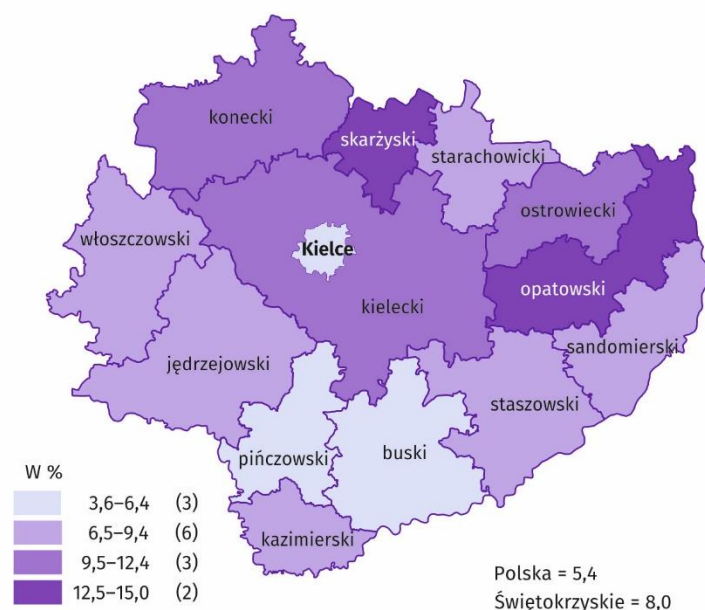 konecki
skarżyski
starachowicki
włoszczowski
Kielce
ostrowiecki
opatowski
kielecki
sandomierski
jędrzejowski
staszowski
pińczowski
buski
kazimierski
W %
3,6–6,4 (3)
6,5–9,4 (6)
9,5–12,4 (3)
12,5–15,0 (2)
Polska = 5,4
Świętokrzyskie = 8,0